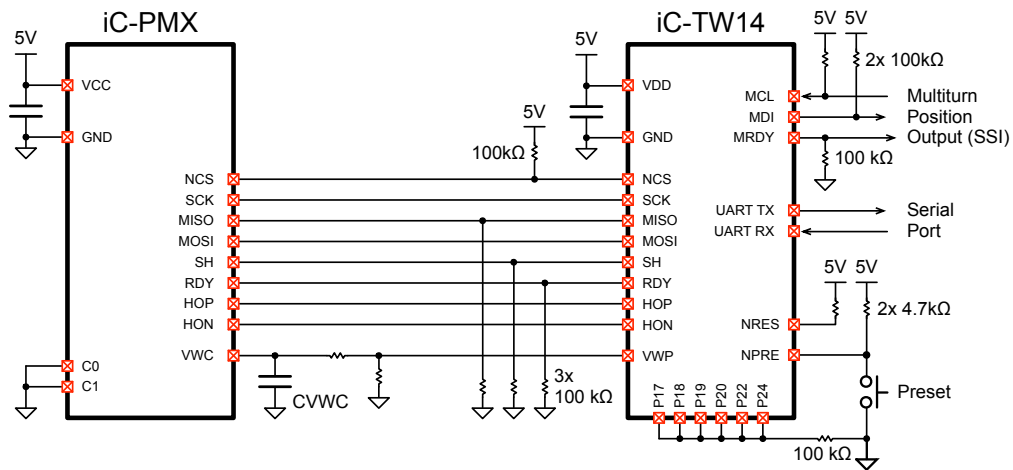 iC-PMX
iC-TW14
5V
5V
5V
5V
VCC
VDD
2x 100kΩ
MCL
Multiturn
5V
MDI
Position
GND
GND
MRDY
Output (SSI)
100kΩ
100 kΩ
NCS
NCS
SCK
SCK
MISO
MISO
UART TX
Serial
MOSI
MOSI
UART RX
Port
SH
SH
5V
5V
RDY
RDY
HOP
HOP
2x 4.7kΩ
HON
HON
NRES
VWC
VWP
NPRE
C0
3x
C1
CVWC
100 kΩ
P17
P18
P19
P20
P22
P24
Preset
100 kΩ